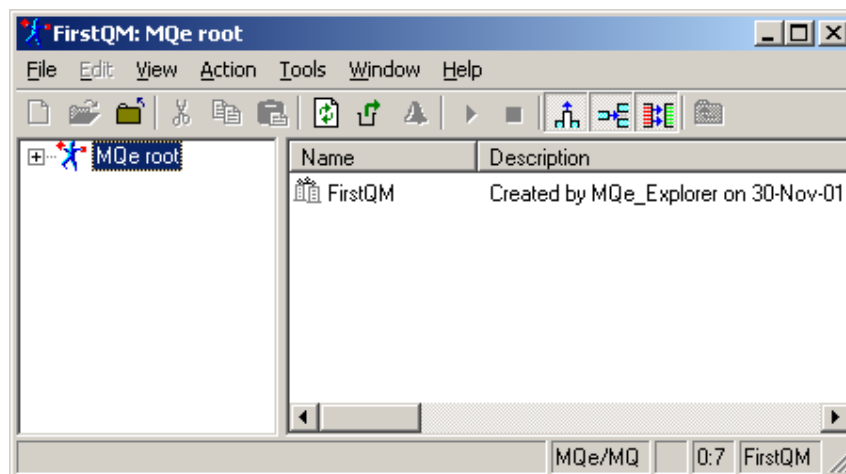 FirstQM: MQe root
File Edit View Action Tools Window Help
MQe root
Name Description
FirstQM Created by MQe_Explorer on 30-Nov-01
MQe/MQ 0:7 FirstQM